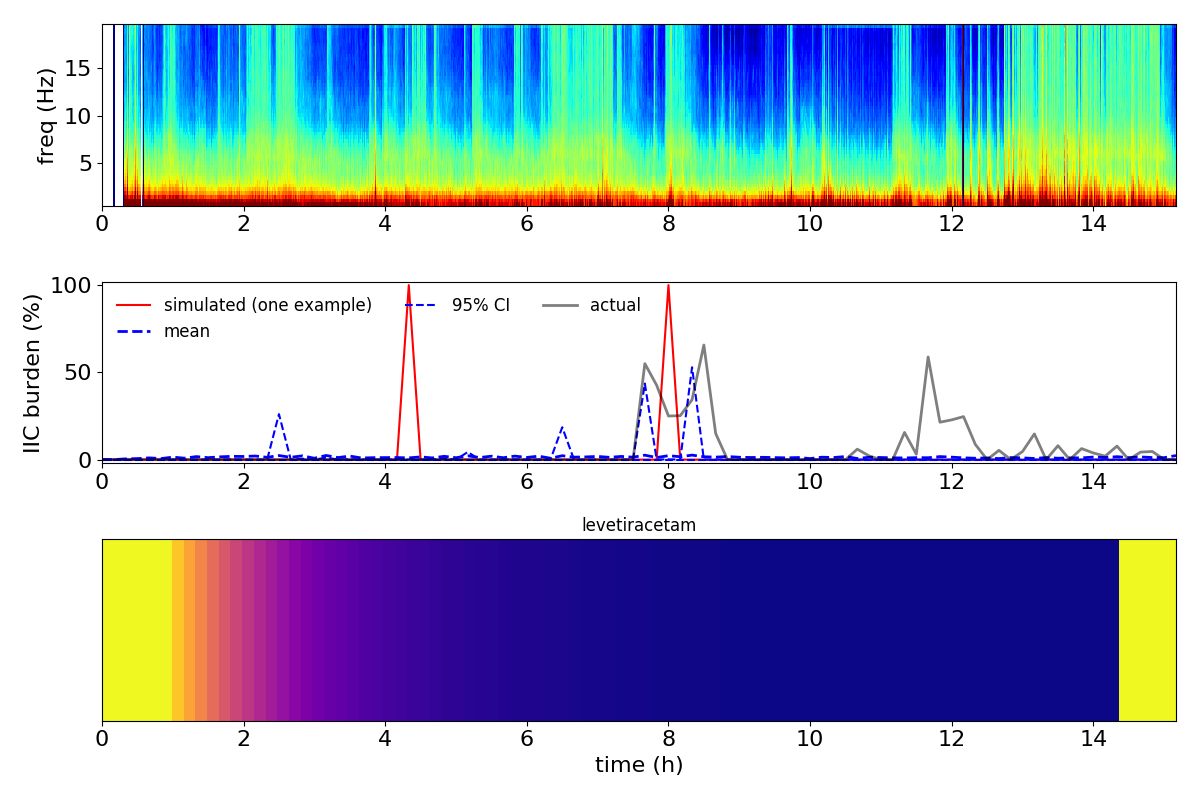 freq (Hz)
15
10
5
0 2 4 6 8 10 12 14
IIC burden (%)
100
50
0
simulated (one example) 95% CI actual
mean
0 2 4 6 8 10 12 14
levetiracetam
0 2 4 6 8 10 12 14
time (h)